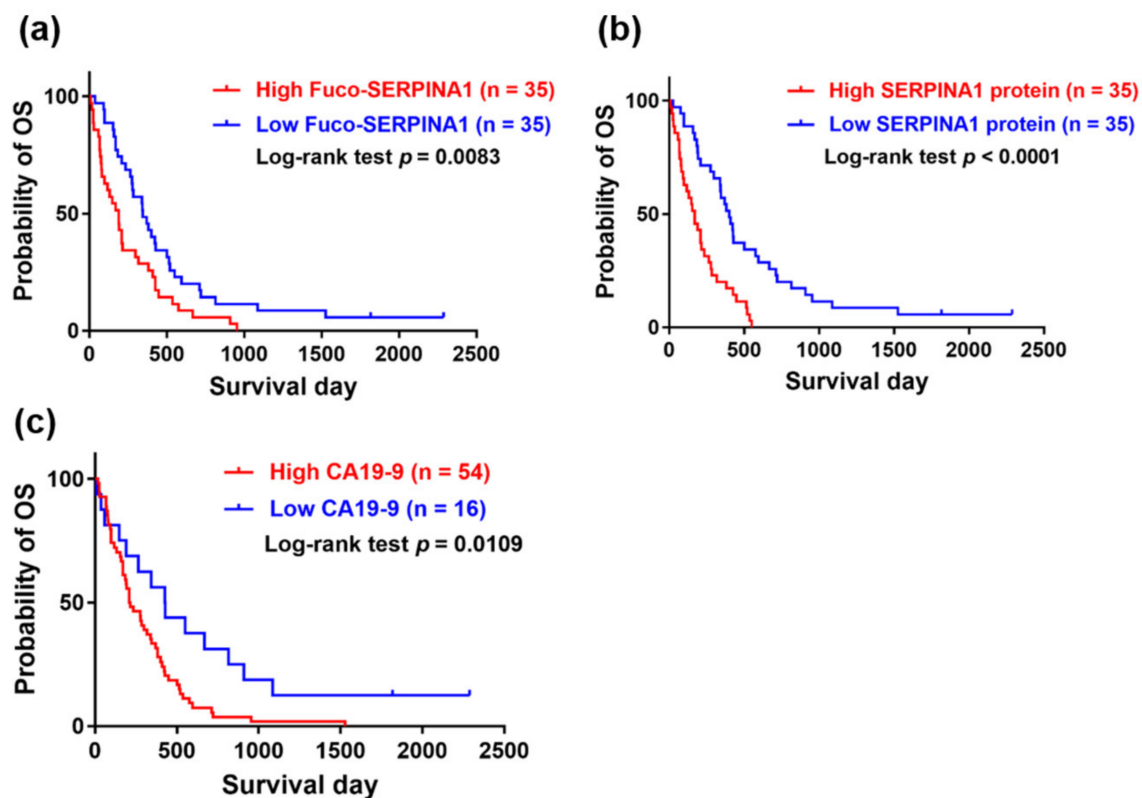 (a)
High Fuco-SERPINA1 (n = 35)
Low Fuco-SERPINA1 (n = 35)
Log-rank test p = 0.0083
Probability of OS
100
50
0
0 500 1000 1500 2000 2500
Survival day
(b)
High SERPINA1 protein (n = 35)
Low SERPINA1 protein (n = 35)
Log-rank test p < 0.0001
Probability of OS
100
50
0
0 500 1000 1500 2000 2500
Survival day
(c)
High CA19-9 (n = 54)
Low CA19-9 (n = 16)
Log-rank test p = 0.0109
Probability of OS
100
50
0
0 500 1000 1500 2000 2500
Survival day